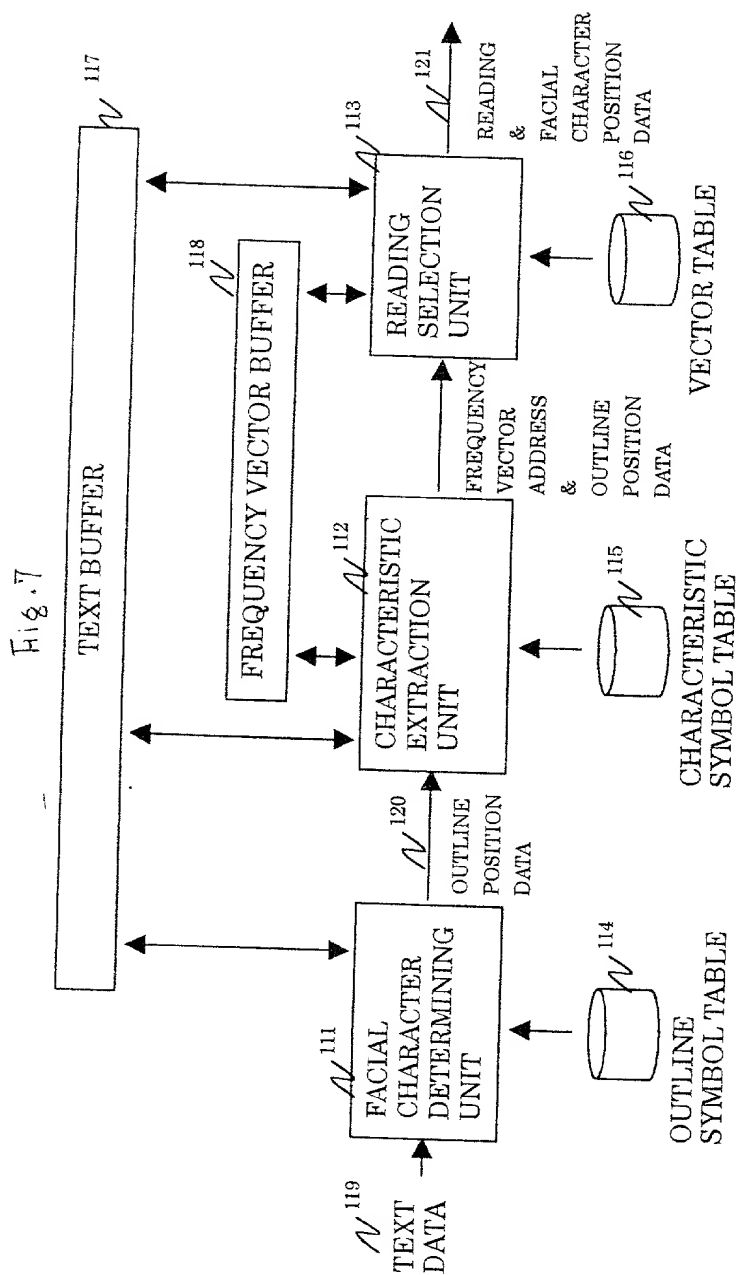 Fig.7
TEXT BUFFER
117
FREQUENCY VECTOR BUFFER
118
119
TEXT
DATA
111
FACIAL
CHARACTER
DETERMINING
UNIT
120
OUTLINE
POSITION
DATA
112
CHARACTERISTIC
EXTRACTION
UNIT
FREQUENCY
VECTOR
ADDRESS
& OUTLINE
POSITION
DATA
113
READING
SELECTION
UNIT
121
READING
& FACIAL
CHARACTER
POSITION
DATA
114
OUTLINE
SYMBOL TABLE
115
CHARACTERISTIC
SYMBOL TABLE
116
VECTOR TABLE